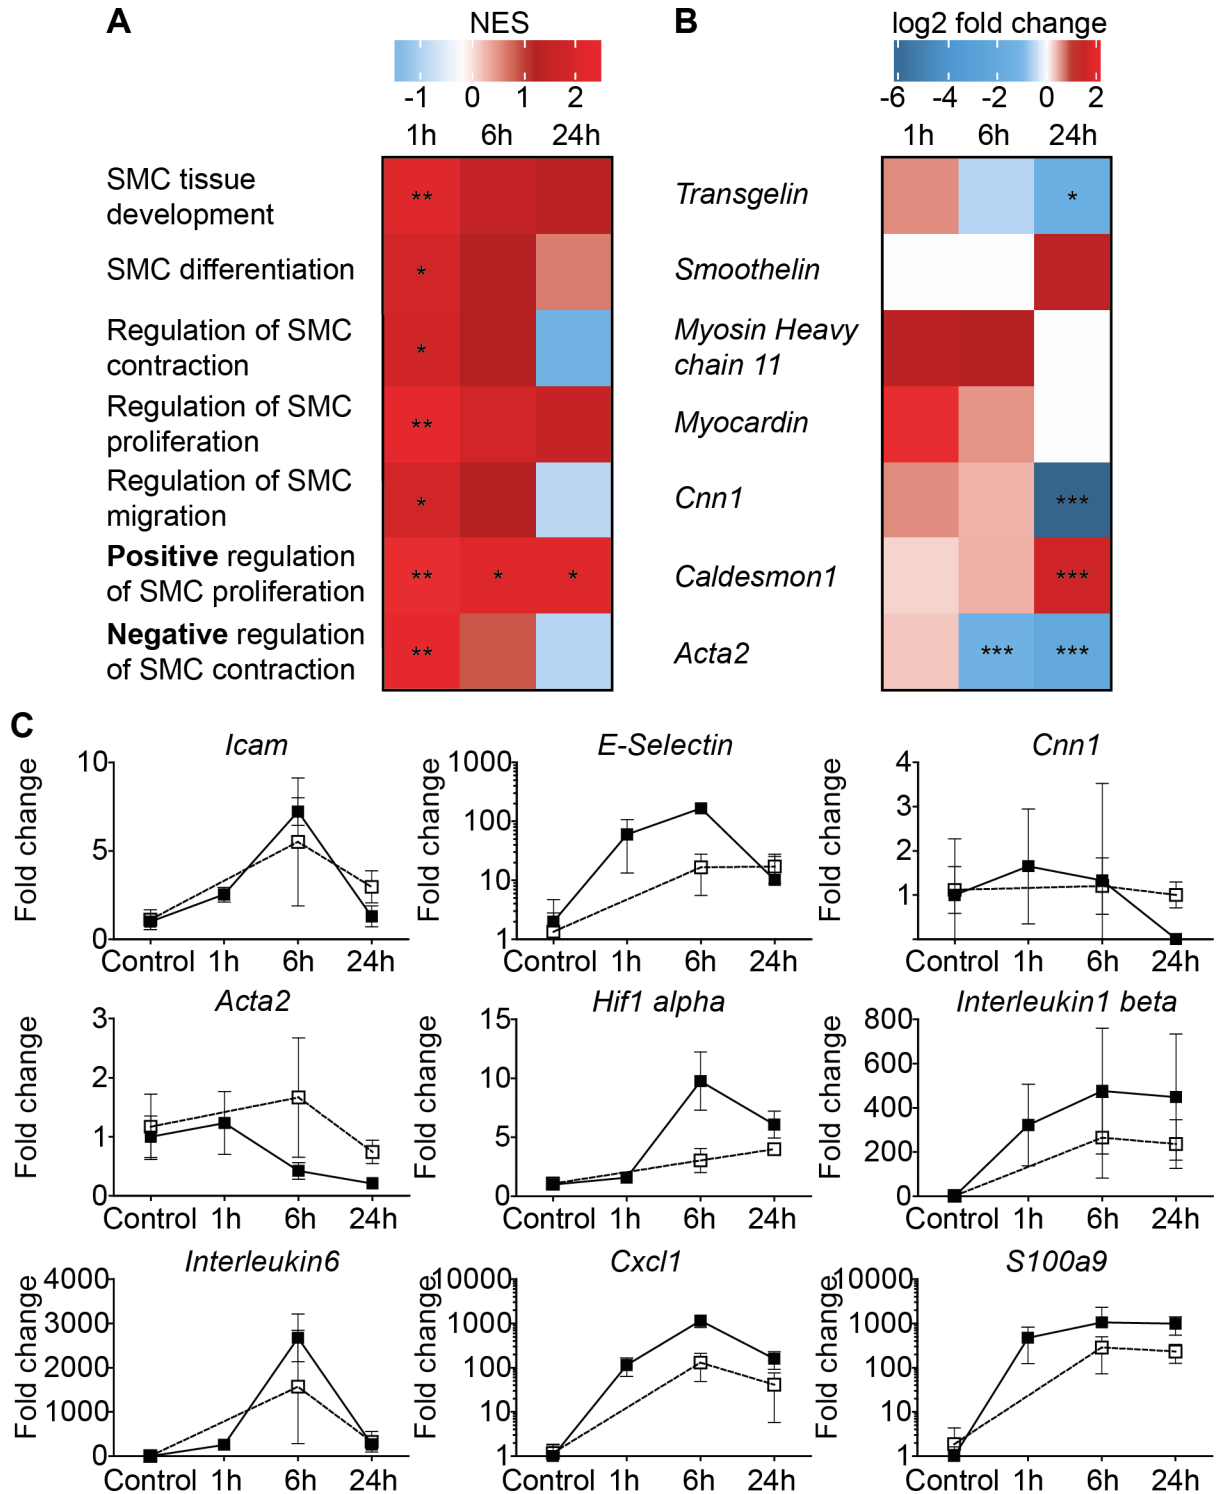 A
NES
-1 0 1 2
1h 6h 24h
SMC tissue
development
**
SMC differentiation
*
Regulation of SMC
contraction
*
Regulation of SMC
proliferation
**
Regulation of SMC
migration
*
Positive regulation
of SMC proliferation
** * *
Negative regulation
of SMC contraction
**
B
log2 fold change
-6 -4 -2 0 2
1h 6h 24h
Transgelin
*
Smoothelin
Myosin Heavy
chain 11
Myocardin
Cnn1
***
Caldesmon1
***
Acta2
*** ***
C
Icam
Fold change
10
5
0
Control 1h 6h 24h
E-Selectin
Fold change
1000
100
10
1
Control 1h 6h 24h
Cnn1
Fold change
4
3
2
1
Control 1h 6h 24h
Acta2
Fold change
3
2
1
0
Control 1h 6h 24h
Hif1 alpha
Fold change
15
10
5
0
Control 1h 6h 24h
Interleukin1 beta
Fold change
800
600
400
200
0
Control 1h 6h 24h
Interleukin6
Fold change
4000
3000
2000
1000
0
Control 1h 6h 24h
Cxcl1
Fold change
10000
1000
100
10
1
Control 1h 6h 24h
S100a9
Fold change
10000
1000
100
10
1
Control 1h 6h 24h